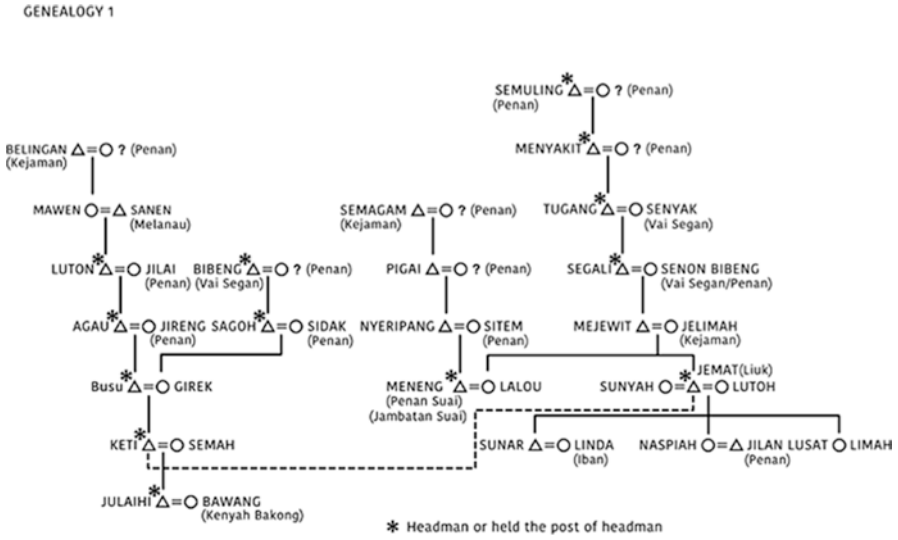 GENEALOGY 1
SEMULING * = ? (Penan)
(Penan)
BELINGAN = ? (Penan)
(Kejaman)
MENYAKIT * = ? (Penan)
MAWEN = SANEN
(Melanau)
SEMAGAM = ? (Penan)
(Kejaman)
TUGANG * = SENYAK
(Vai Segan)
LUTON * = JILAI
(Penan)
BIBENG * = ? (Penan)
(Vai Segan)
PIGAI = ? (Penan)
SEGALI * = SENON BIBENG
(Vai Segan/Penan)
AGAU * = JIRENG
(Penan)
SAGOH * = SIDAK
(Penan)
NYERIPANG = SITEM
(Penan)
MEJEWIT = JELIMAH
(Kejaman)
Busu * = GIREK
MENENG * = LALOU
(Penan Suai)
(Jambatan Suai)
JEMAT(Liuk)
SUNYAH = * = LUTOH
KETI * = SEMAH
SUNAR = LINDA
(Iban)
NASPIAH = JILAN
(Penan)
LUSAT LIMAH
JULAIHI * = BAWANG
(Kenyah Bakong)
* Headman or held the post of headman